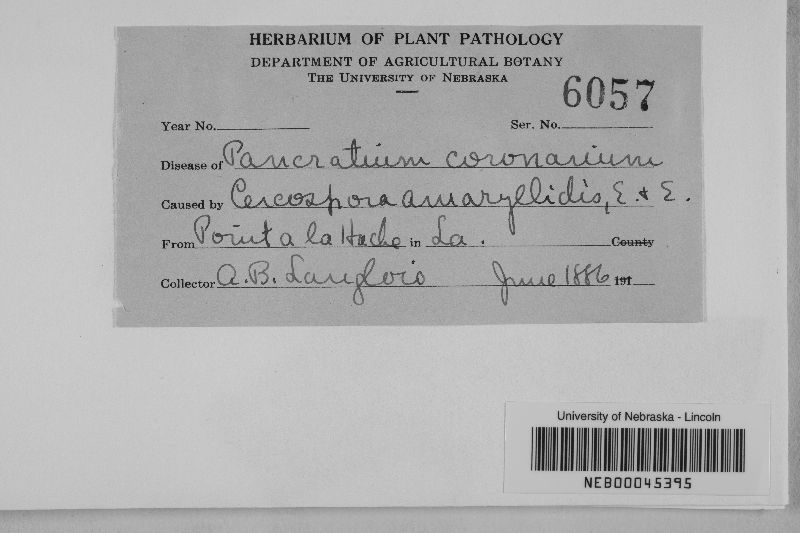 HERBARIUM OF PLANT PATHOLOGY
DEPARTMENT OF AGRICULTURAL BOTANY
THE UNIVERSITY OF NEBRASKA
6057
Year No. Ser. No.
Disease of Pancratium coronarium
Caused by Cercospora amaryllidis, E. & E.
From Point a la Hache in La. County
Collector A.B. Langlois June 1886 191
University of Nebraska - Lincoln
NEB00045395